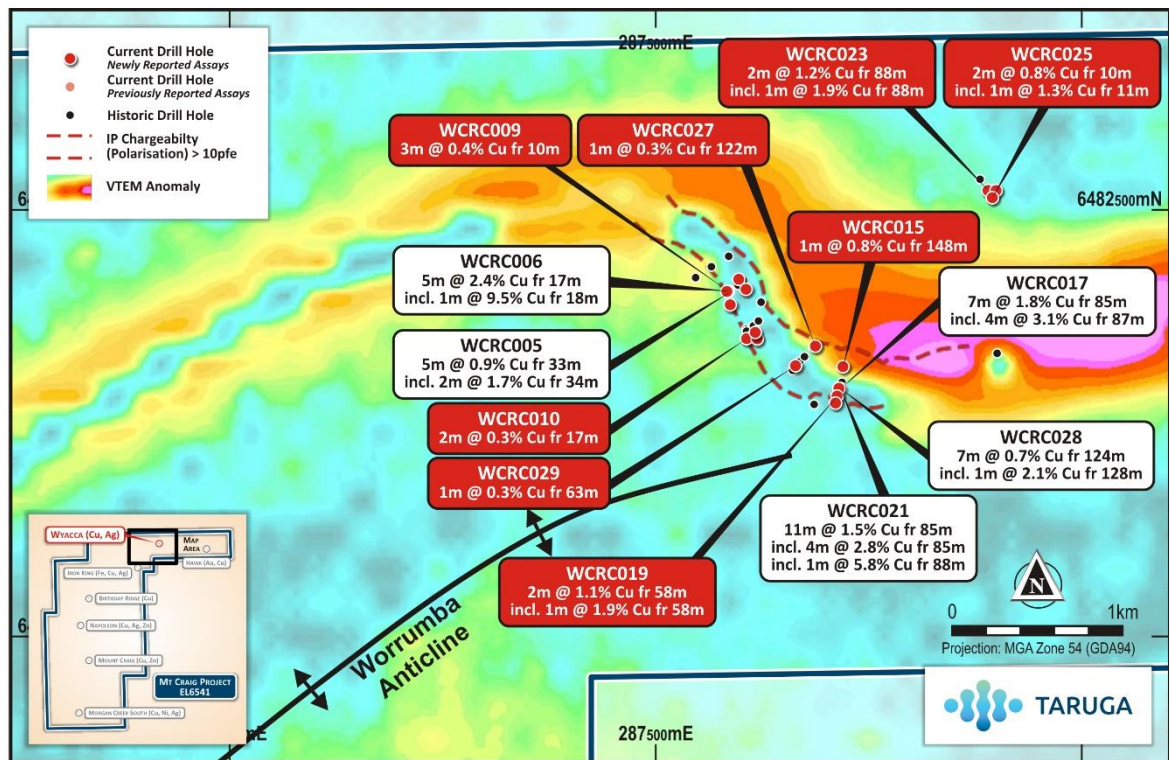 287500mE
Current Drill Hole
Newly Reported Assays
Current Drill Hole
Previously Reported Assays
Historic Drill Hole
IP Chargeabilty
(Polarisation) > 10pfe
VTEM Anomaly
WCRC023
2m @ 1.2% Cu fr 88m
incl. 1m @ 1.9% Cu fr 88m
WCRC025
2m @ 0.8% Cu fr 10m
incl. 1m @ 1.3% Cu fr 11m
WCRC009
3m @ 0.4% Cu fr 10m
WCRC027
1m @ 0.3% Cu fr 122m
6482500mN
WCRC015
1m @ 0.8% Cu fr 148m
WCRC006
5m @ 2.4% Cu fr 17m
incl. 1m @ 9.5% Cu fr 18m
WCRC017
7m @ 1.8% Cu fr 85m
incl. 4m @ 3.1% Cu fr 87m
WCRC005
5m @ 0.9% Cu fr 33m
incl. 2m @ 1.7% Cu fr 34m
WCRC010
2m @ 0.3% Cu fr 17m
WCRC029
1m @ 0.3% Cu fr 63m
WCRC028
7m @ 0.7% Cu fr 124m
incl. 1m @ 2.1% Cu fr 128m
WCRC021
11m @ 1.5% Cu fr 85m
incl. 4m @ 2.8% Cu fr 85m
incl. 1m @ 5.8% Cu fr 88m
WCRC019
2m @ 1.1% Cu fr 58m
incl. 1m @ 1.9% Cu fr 58m
Worrumba
Anticline
WYACCA (CU, AG)
MAP
AREA
HAWK (AU, CU)
IRON KING (FE, CU, AG)
BIRTHDAY RIDGE (CU)
NAPOLEON (CU, AG, ZN)
MOUNT CRAIG (CU, ZN)
MT CRAIG PROJECT
EL6541
MORGAN CREEK SOUTH (CU, NI, AG)
N
0 1km
Projection: MGA Zone 54 (GDA94)
TARUGA
mE
287500mE